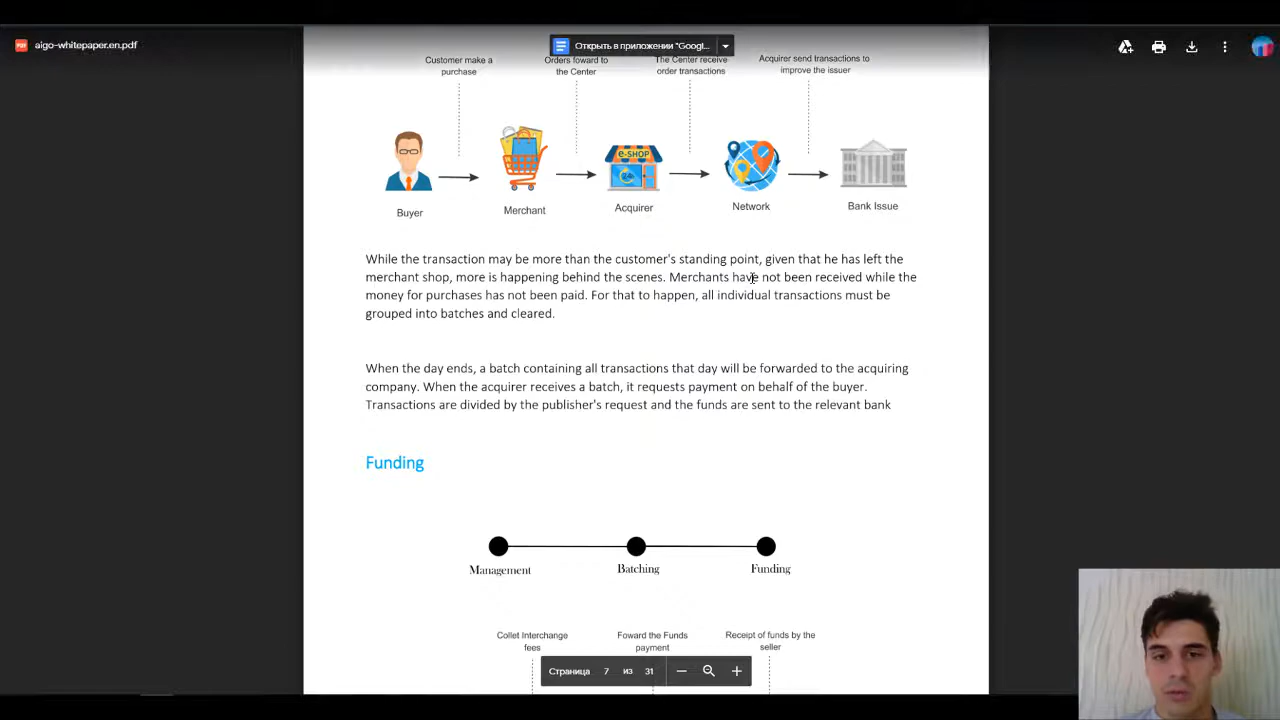 aigo-whitepaper.en.pdf
Открыть в приложении "Googl...
Customer make a
purchase
Orders foward to
the Center
The Center receive
order transactions
Acquirer send transactions to
improve the issuer
e-SHOP
Buyer
Merchant
Acquirer
Network
Bank Issue
While the transaction may be more than the customer's standing point, given that he has left the
merchant shop, more is happening behind the scenes. Merchants have not been received while the
money for purchases has not been paid. For that to happen, all individual transactions must be
grouped into batches and cleared.
When the day ends, a batch containing all transactions that day will be forwarded to the acquiring
company. When the acquirer receives a batch, it requests payment on behalf of the buyer.
Transactions are divided by the publisher's request and the funds are sent to the relevant bank
Funding
Management
Batching
Funding
Collet Interchange
fees
Foward the Funds
payment
Receipt of funds by the
seller
Страница 7 из 31